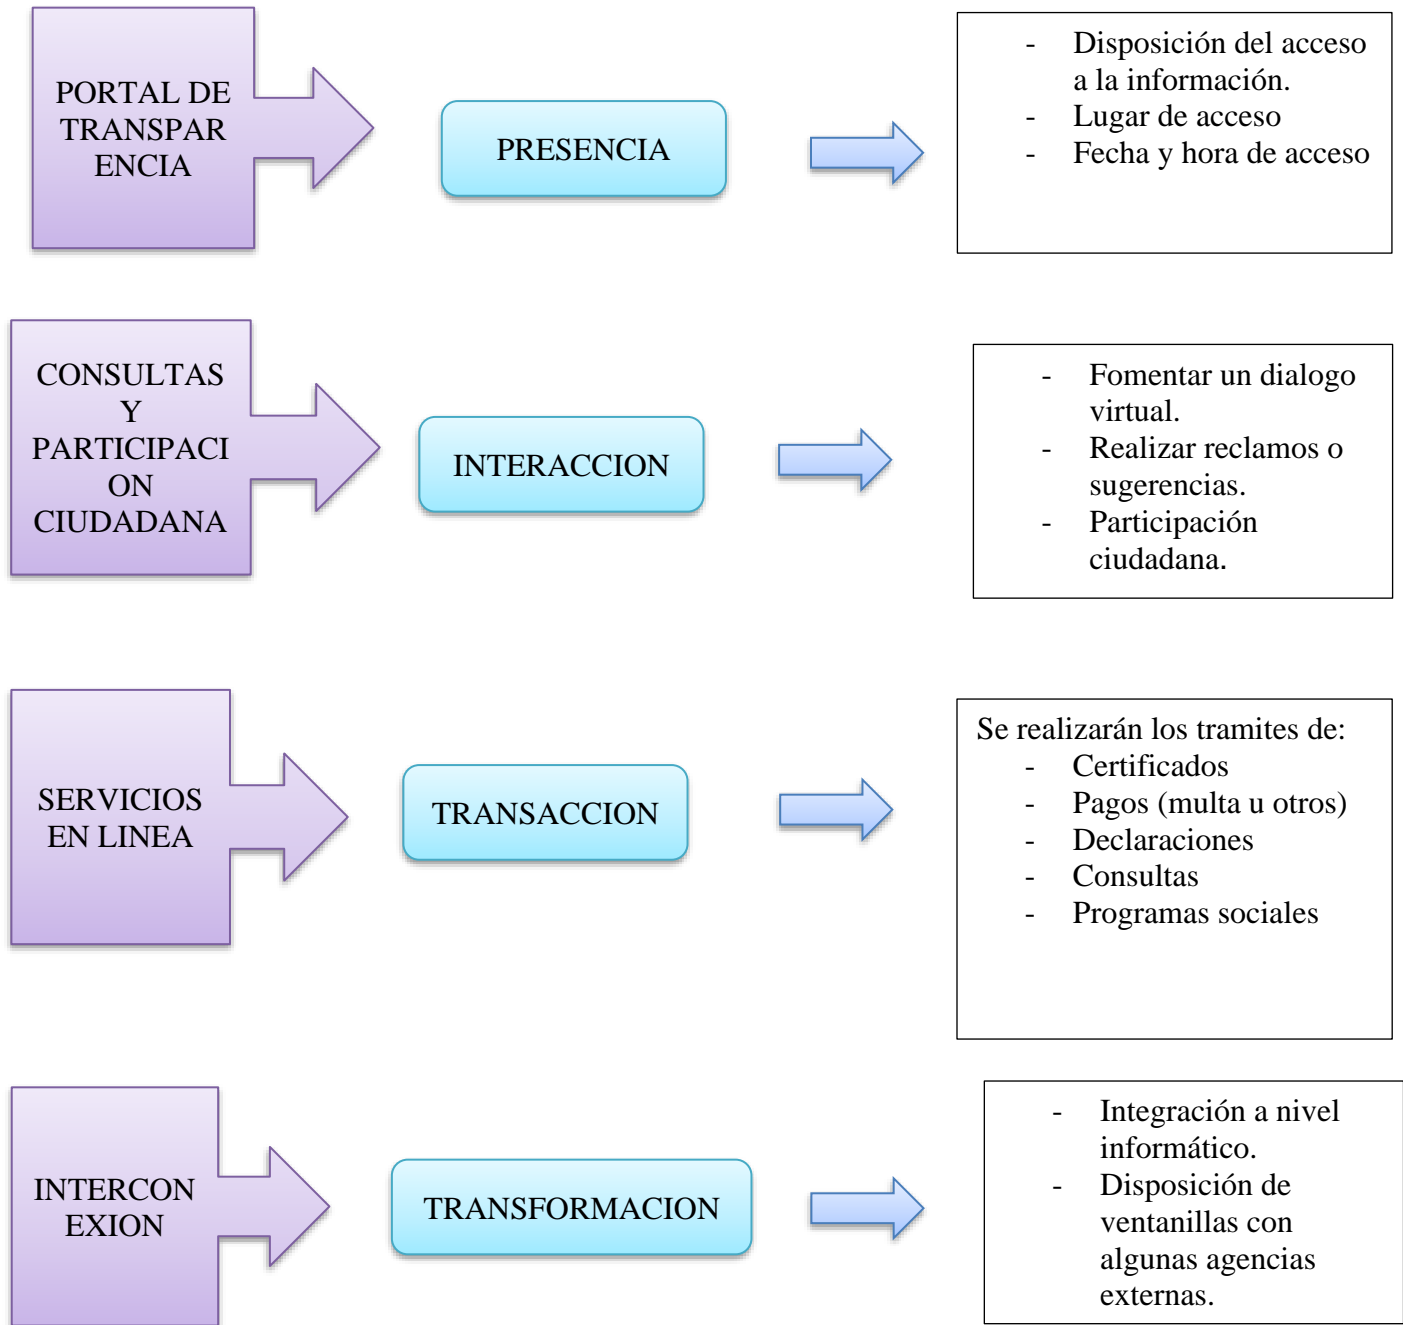 PORTAL DE
TRANSPAR
ENCIA
PRESENCIA
- Disposición del acceso
a la información.
- Lugar de acceso
- Fecha y hora de acceso
CONSULTAS
Y
PARTICIPACI
ON
CIUDADANA
INTERACCION
- Fomentar un dialogo
virtual.
- Realizar reclamos o
sugerencias.
- Participación
ciudadana.
SERVICIOS
EN LINEA
TRANSACCION
Se realizarán los tramites de:
- Certificados
- Pagos (multa u otros)
- Declaraciones
- Consultas
- Programas sociales
INTERCON
EXION
TRANSFORMACION
- Integración a nivel
informático.
- Disposición de
ventanillas con
algunas agencias
externas.